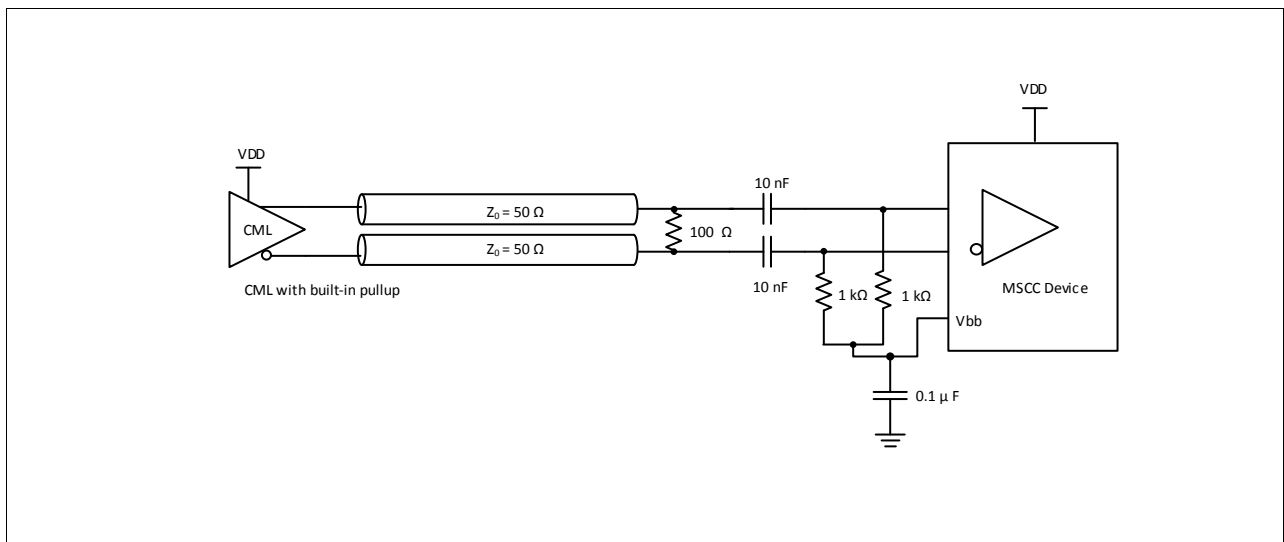 VDD
VDD
10 nF
CML
Z₀ = 50 Ω
100 Ω
Z₀ = 50 Ω
10 nF
CML with built-in pullup
1 kΩ
1 kΩ
MSCC Device
Vbb
0.1 µ F